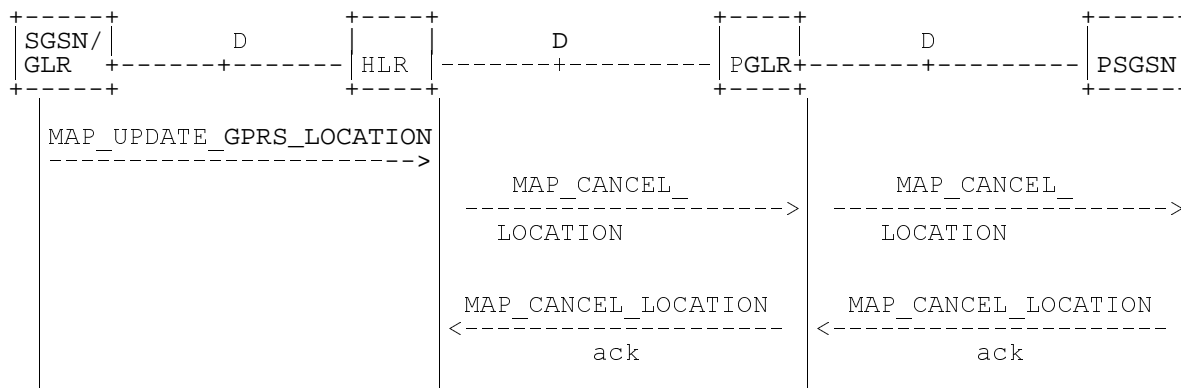 SGSN/ D D D
GLR HLR PGLR PSGSN
MAP_UPDATE_GPRS_LOCATION
MAP_CANCEL_ MAP_CANCEL_
LOCATION LOCATION
MAP_CANCEL_LOCATION MAP_CANCEL_LOCATION
ack ack